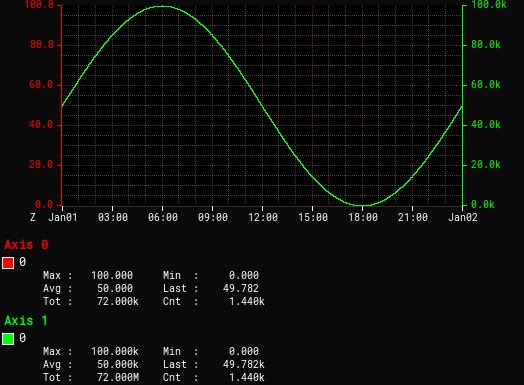 100.0 100.0k
80.0 80.0k
60.0 60.0k
40.0 40.0k
20.0 20.0k
0.0 0.0k
Z Jan01 03:00 06:00 09:00 12:00 15:00 18:00 21:00 Jan02
Axis 0
0
Max : 100.000 Min : 0.000
Avg : 50.000 Last : 49.782
Tot : 72.000k Cnt : 1.440k
Axis 1
0
Max : 100.000k Min : 0.000
Avg : 50.000k Last : 49.782k
Tot : 72.000M Cnt : 1.440k